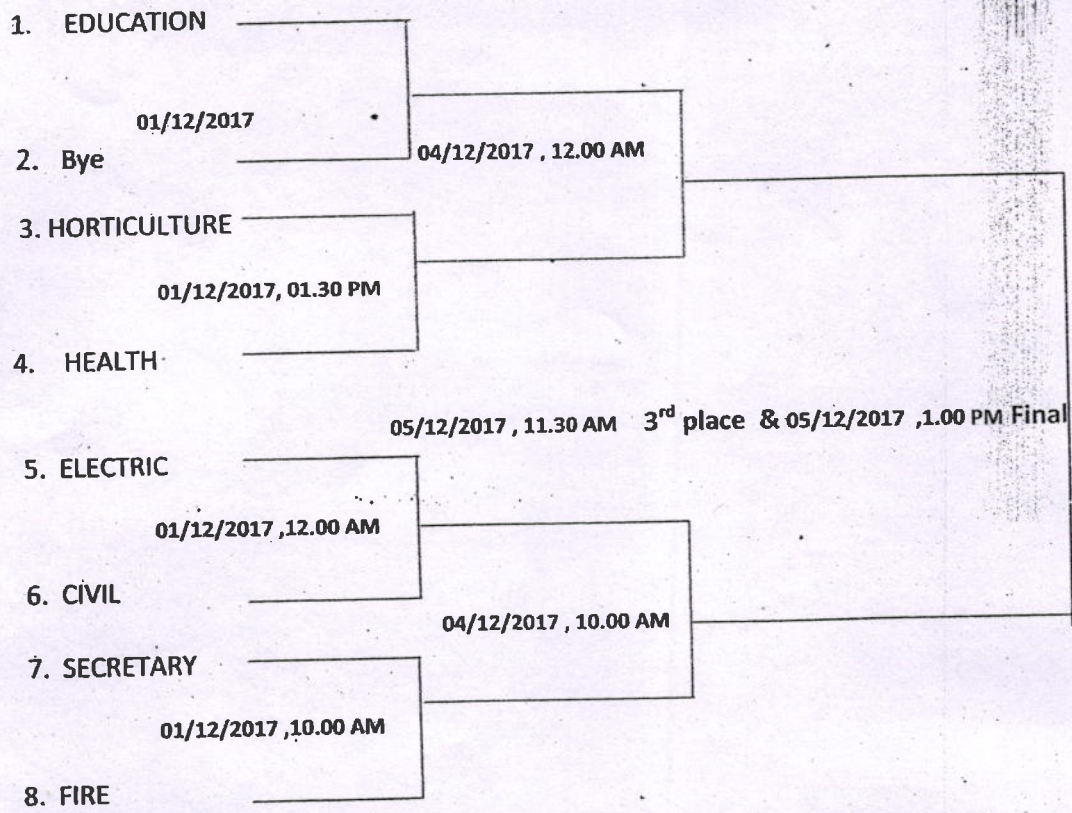 1. EDUCATION
01/12/2017
2. Bye
04/12/2017 , 12.00 AM
3. HORTICULTURE
01/12/2017, 01.30 PM
4. HEALTH
05/12/2017 , 11.30 AM 3rd place & 05/12/2017 ,1.00 PM Final
5. ELECTRIC
01/12/2017 ,12.00 AM
6. CIVIL
04/12/2017 , 10.00 AM
7. SECRETARY
01/12/2017 ,10.00 AM
8. FIRE